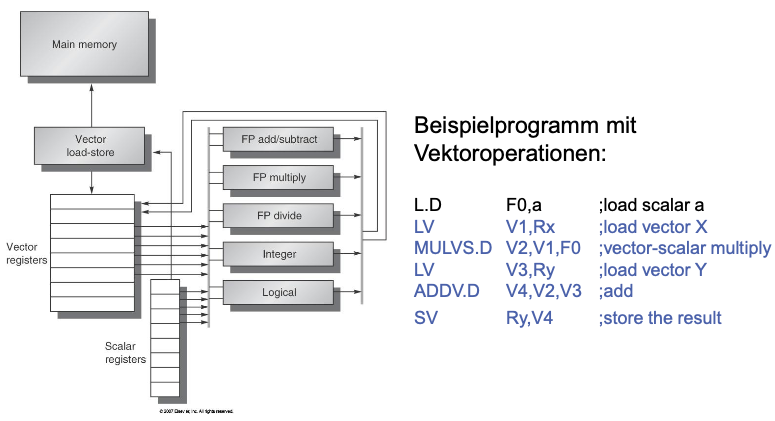 Main memory
Vector
load-store
FP add/subtract
FP multiply
FP divide
Integer
Logical
Vector
registers
Scalar
registers
© 2007 Elsevier, Inc. All rights reserved.
Beispielprogramm mit
Vektoroperationen:
L.D F0,a ;load scalar a
LV V1,Rx ;load vector X
MULVS.D V2,V1,F0 ;vector-scalar multiply
LV V3,Ry ;load vector Y
ADDV.D V4,V2,V3 ;add
SV Ry,V4 ;store the result